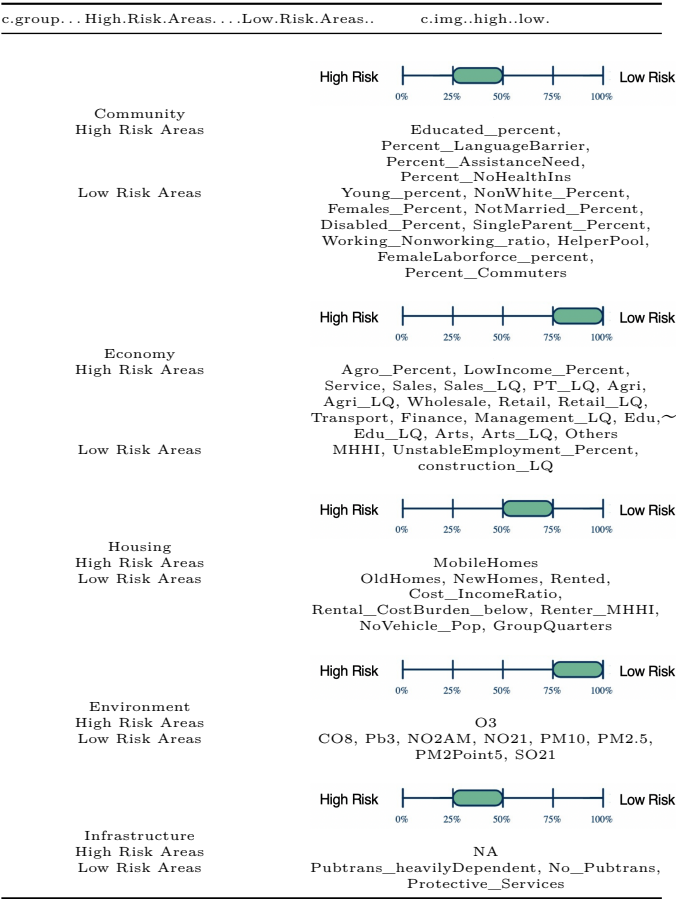 c.group...High.Risk.Areas....Low.Risk.Areas.. c.img..high..low.
High Risk Low Risk
0% 25% 50% 75% 100%
Community
High Risk Areas Educated_percent,
Percent_LanguageBarrier,
Percent_AssistanceNeed,
Percent_NoHealthIns
Low Risk Areas Young_percent, NonWhite_Percent,
Females_Percent, NotMarried_Percent,
Disabled_Percent, SingleParent_Percent,
Working_Nonworking_ratio, HelperPool,
FemaleLaborforce_percent,
Percent_Commuters
High Risk Low Risk
0% 25% 50% 75% 100%
Economy
High Risk Areas Agro_Percent, LowIncome_Percent,
Service, Sales, Sales_LQ, PT_LQ, Agri,
Agri_LQ, Wholesale, Retail, Retail_LQ,
Transport, Finance, Management_LQ, Edu,~
Edu_LQ, Arts, Arts_LQ, Others
Low Risk Areas MHHI, UnstableEmployment_Percent,
construction_LQ
High Risk Low Risk
0% 25% 50% 75% 100%
Housing
High Risk Areas MobileHomes
Low Risk Areas OldHomes, NewHomes, Rented,
Cost_IncomeRatio,
Rental_CostBurden_below, Renter_MHHI,
NoVehicle_Pop, GroupQuarters
High Risk Low Risk
0% 25% 50% 75% 100%
Environment
High Risk Areas O3
Low Risk Areas CO8, Pb3, NO2AM, NO21, PM10, PM2.5,
PM2Point5, SO21
High Risk Low Risk
0% 25% 50% 75% 100%
Infrastructure
High Risk Areas NA
Low Risk Areas Pubtrans_heavilyDependent, No_Pubtrans,
Protective_Services